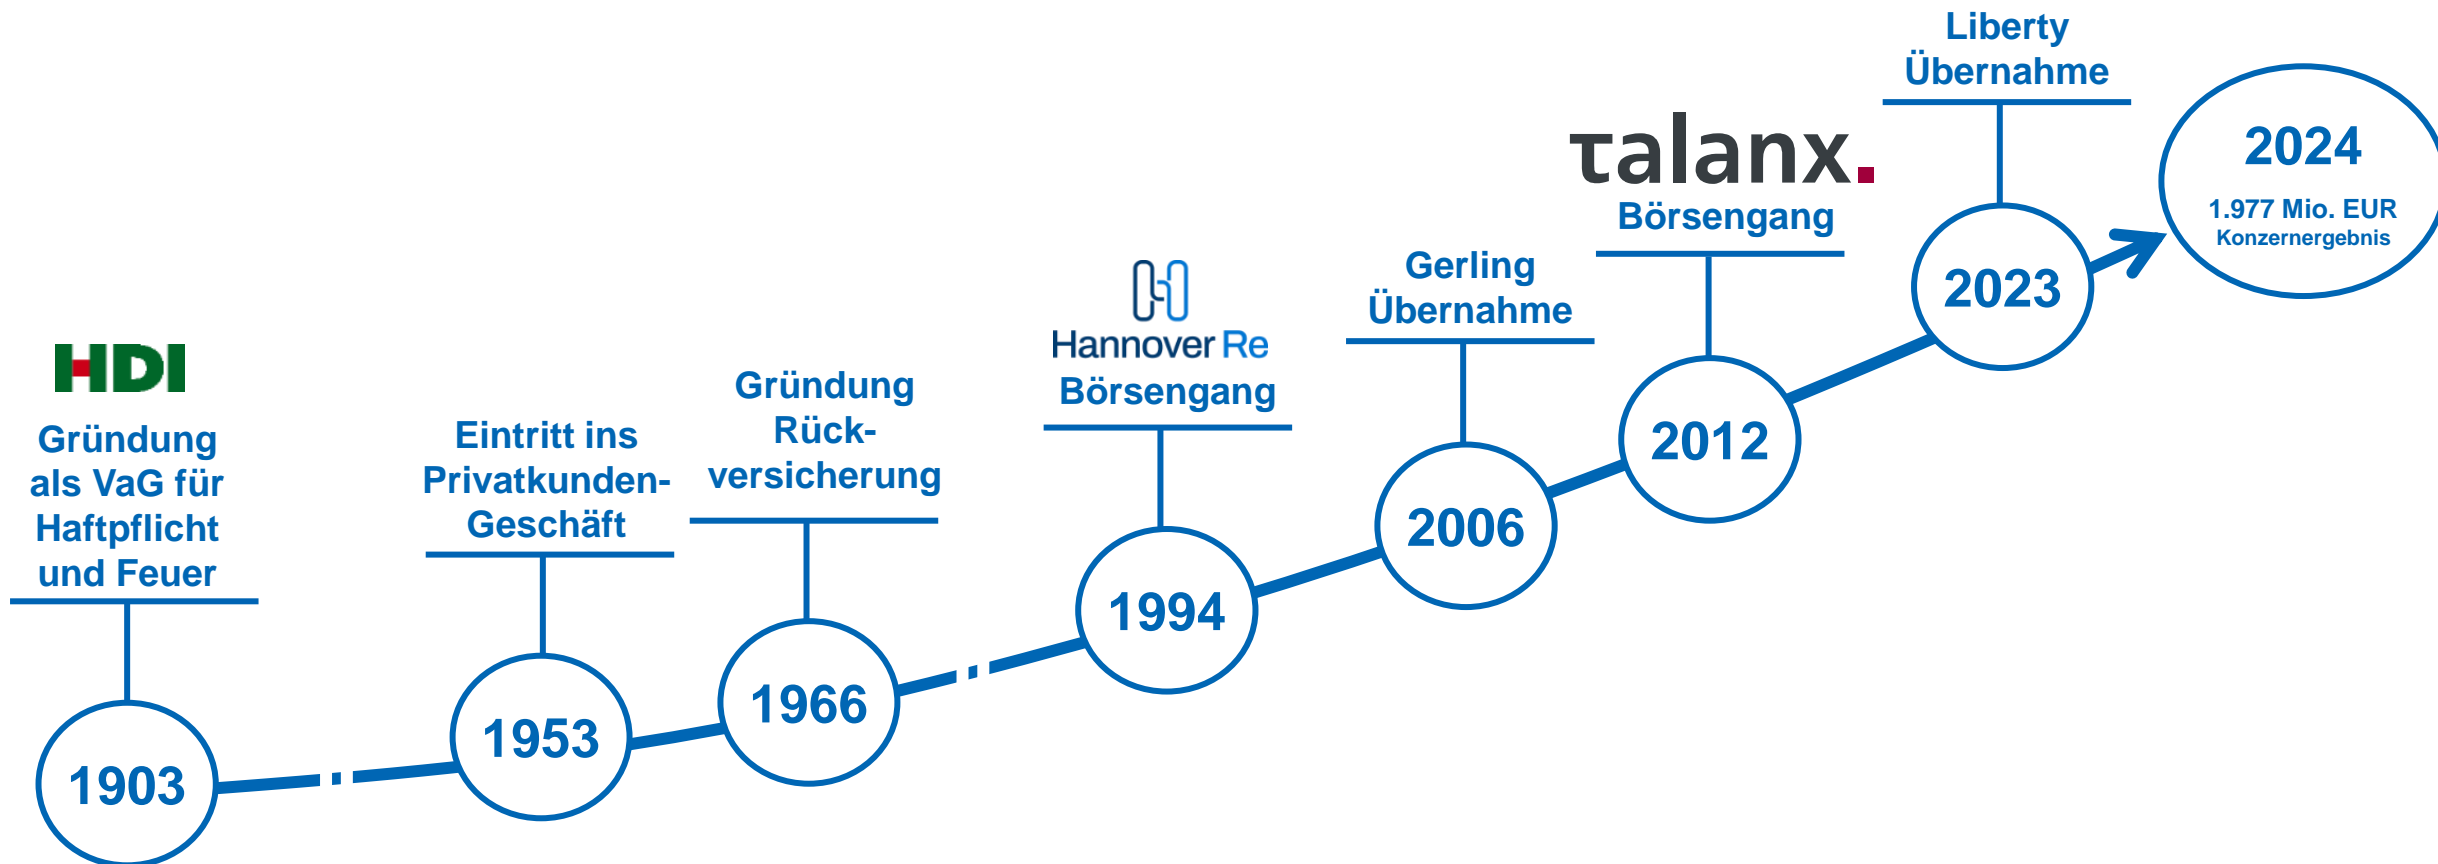 HDI
Gründung
als VaG für
Haftpflicht
und Feuer
1903
Eintritt ins
Privatkunden-
Geschäft
1953
Gründung
Rück-
versicherung
1966
Hannover Re
Börsengang
1994
Gerling
Übernahme
2006
talanx.
Börsengang
2012
Liberty
Übernahme
2023
2024
1.977 Mio. EUR
Konzernergebnis